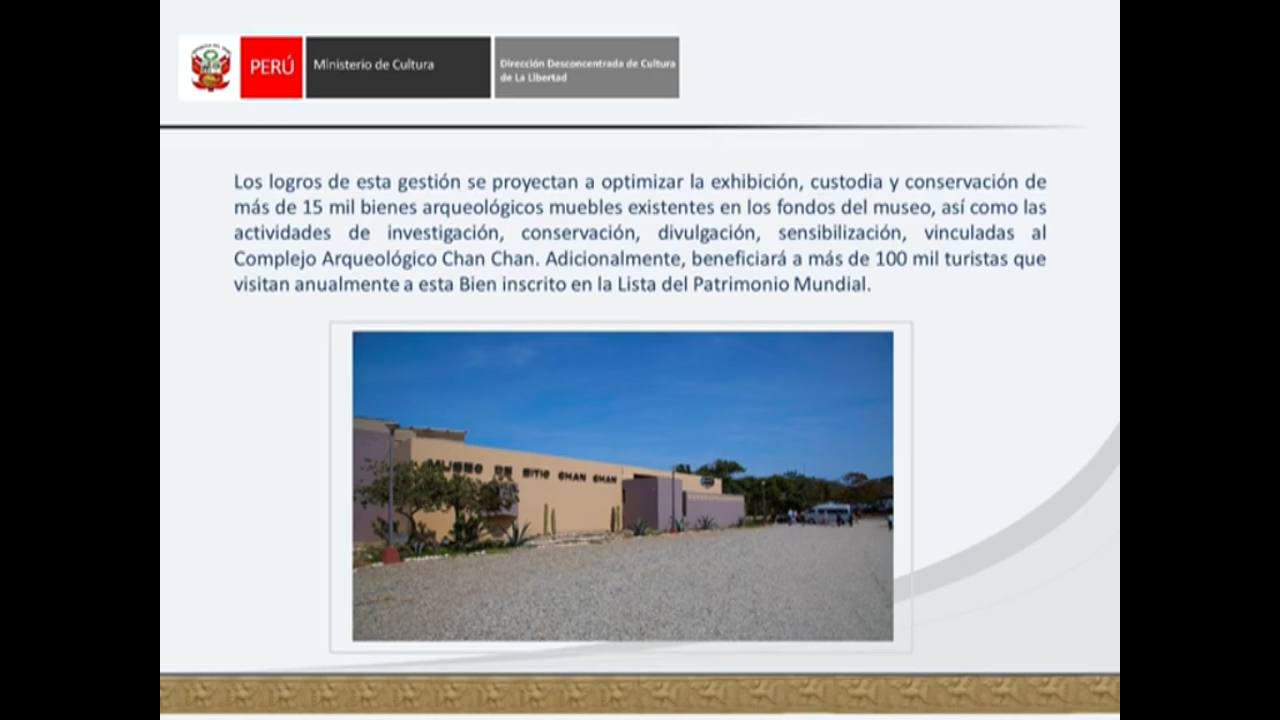 PERÚ
Ministerio de Cultura
Dirección Desconcentrada de Cultura
de La Libertad
Los logros de esta gestión se proyectan a optimizar la exhibición, custodia y conservación de
más de 15 mil bienes arqueológicos muebles existentes en los fondos del museo, así como las
actividades de investigación, conservación, divulgación, sensibilización, vinculadas al
Complejo Arqueológico Chan Chan. Adicionalmente, beneficiará a más de 100 mil turistas que
visitan anualmente a esta Bien inscrito en la Lista del Patrimonio Mundial.
MUSEO DE SITIO CHAN CHAN